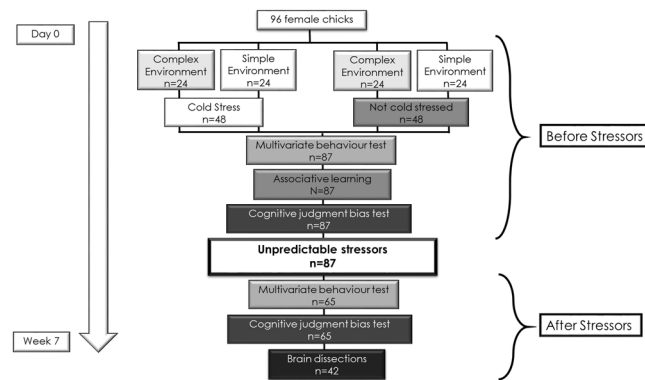 96 female chicks
Day 0
Complex
Environment
n=24
Simple
Environment
n=24
Complex
Environment
n=24
Simple
Environment
n=24
Cold Stress
n=48
Not cold stressed
n=48
Before Stressors
Multivariate behaviour test
n=87
Associative learning
N=87
Cognitive judgment bias test
n=87
Unpredictable stressors
n=87
Multivariate behaviour test
n=65
Cognitive judgment bias test
n=65
After Stressors
Week 7
Brain dissections
n=42